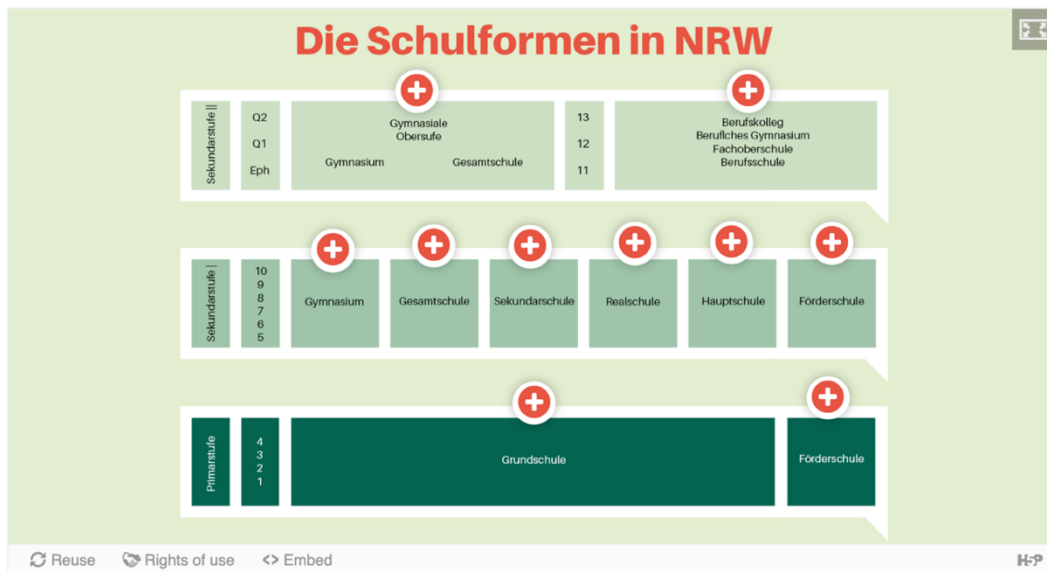 Die Schulformen in NRW
Sekundarstufe ||
Q2
Q1
Eph
Gymnasiale
Obersufe
Gymnasium Gesamtschule
13
12
11
Berufskolleg
Beruflches Gymnasium
Fachoberschule
Berufsschule
Sekundarstufe |
10
9
8
7
6
5
Gymnasium
Gesamtschule
Sekundarschule
Realschule
Hauptschule
Förderschule
Primarstufe
4
3
2
1
Grundschule
Förderschule
Reuse Rights of use <> Embed H5P